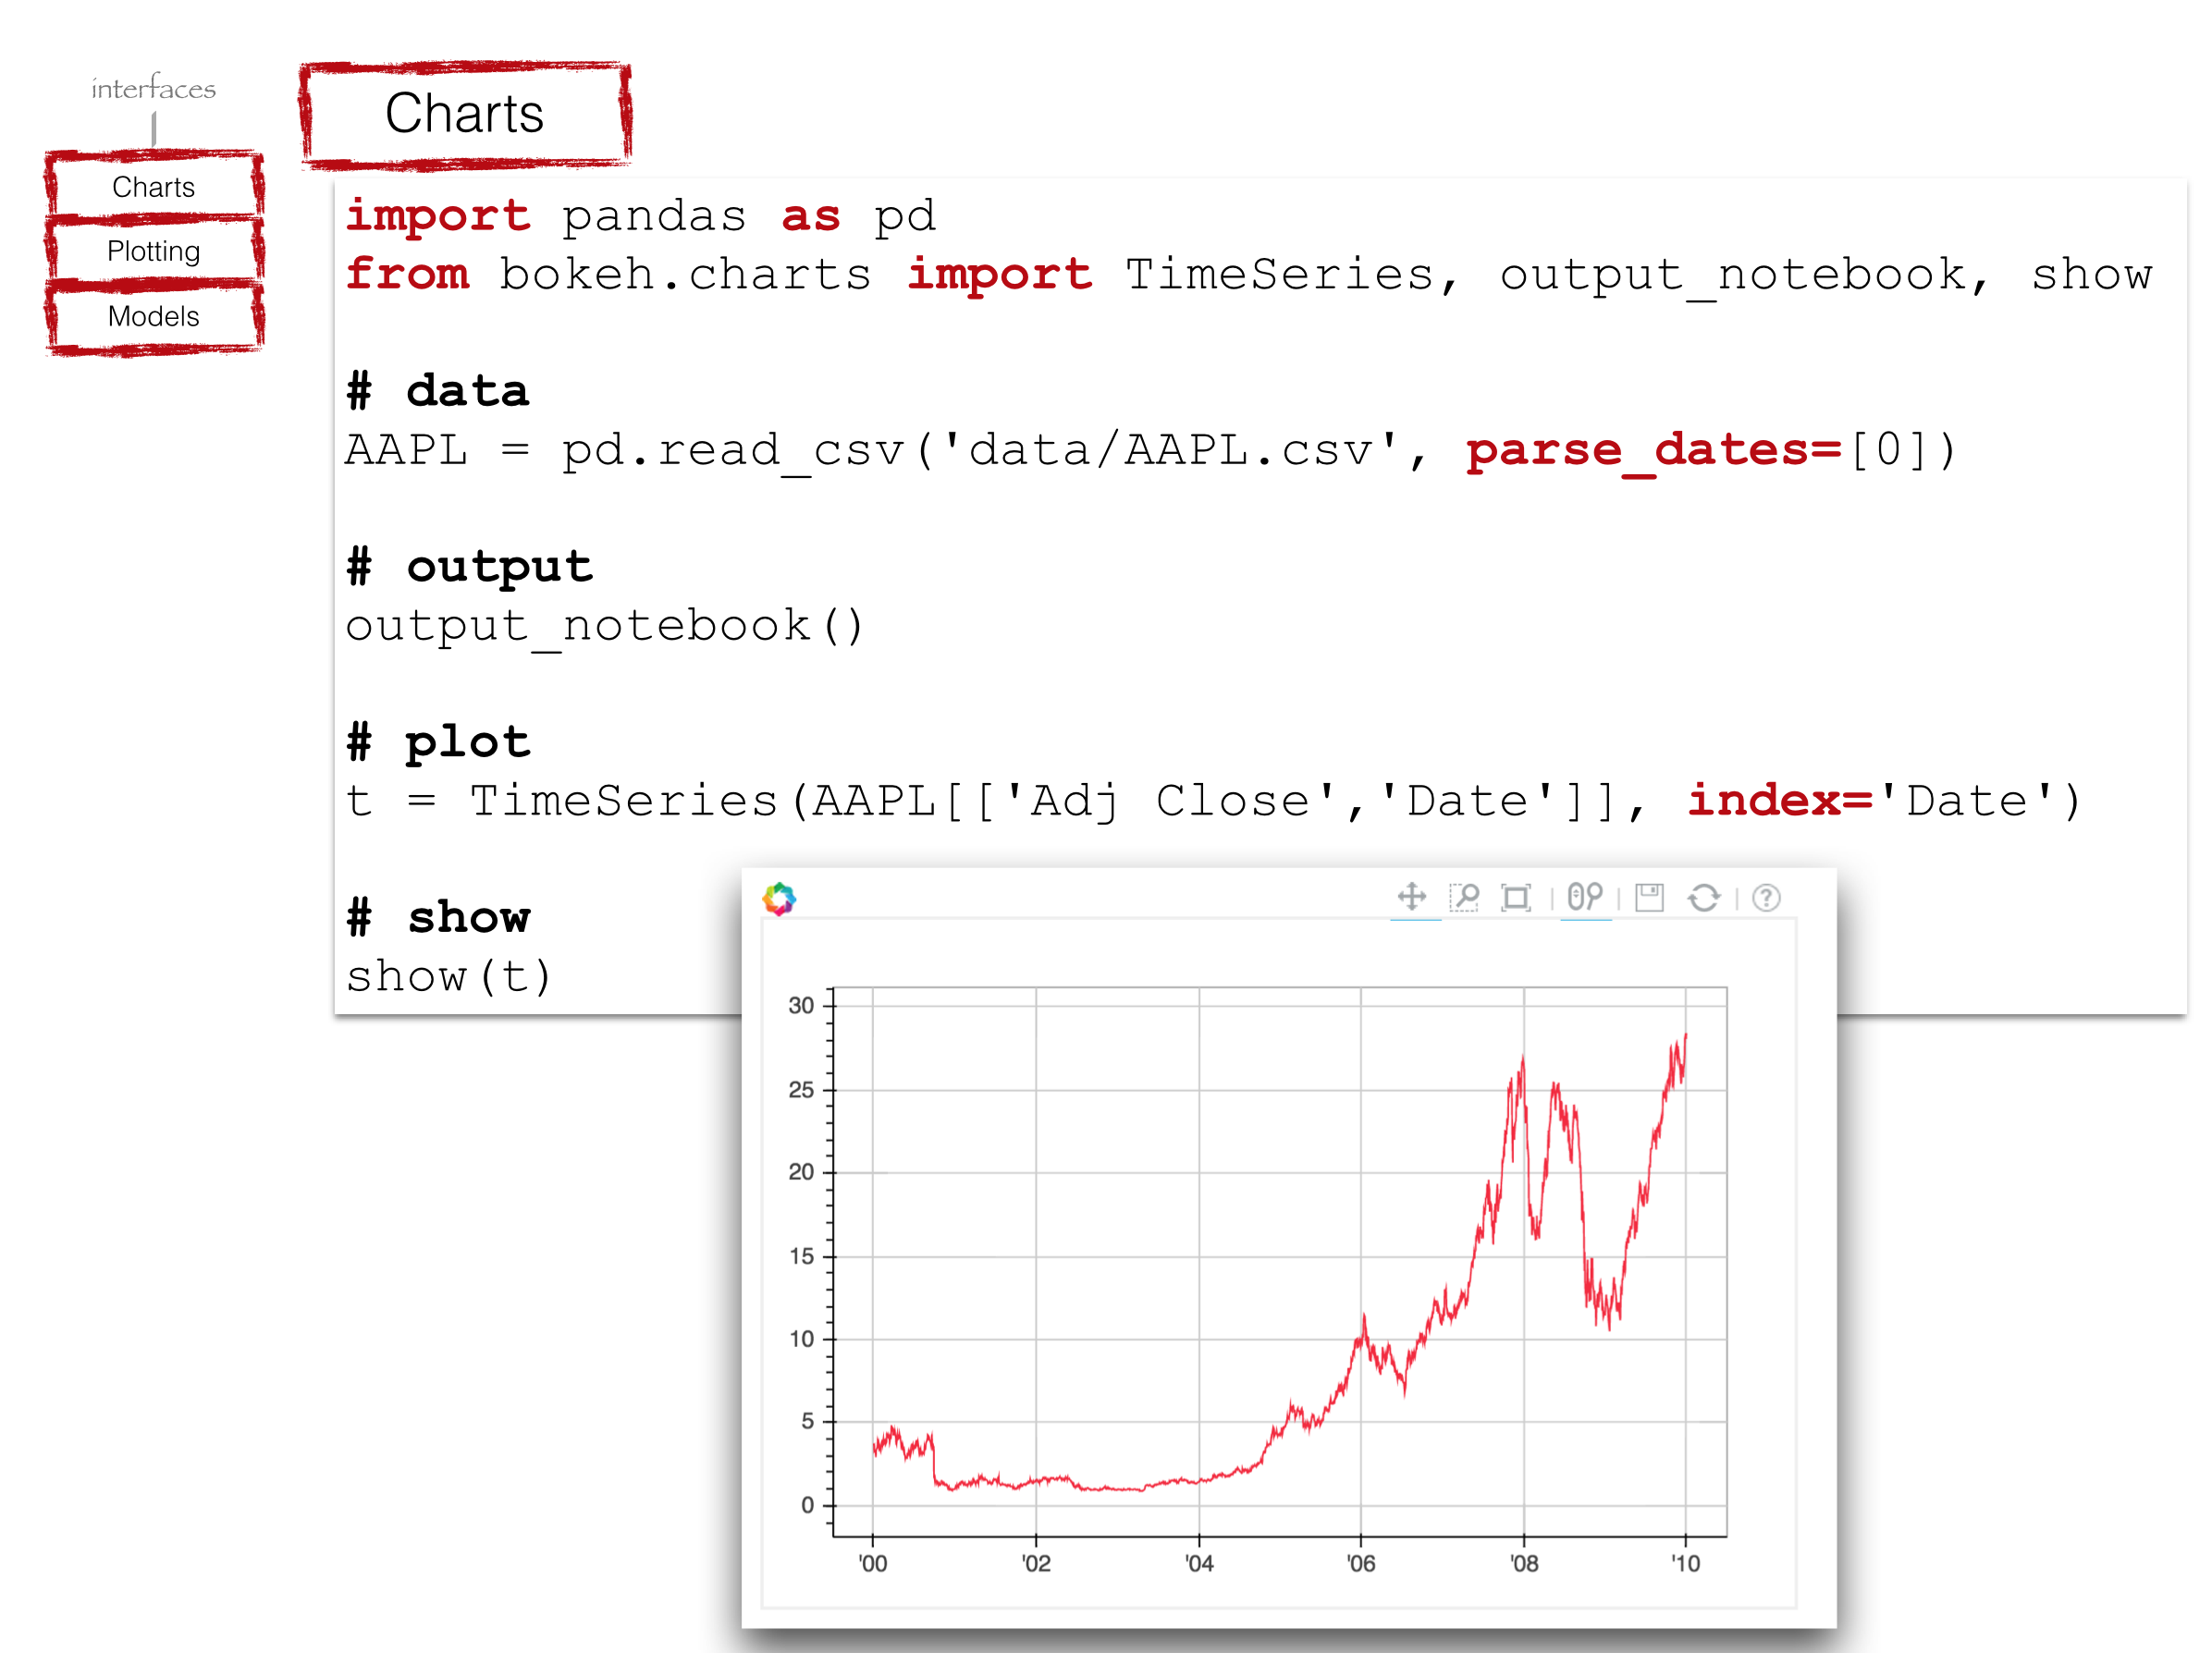 interfaces
Charts
Plotting
Models
Charts
import pandas as pd
from bokeh.charts import TimeSeries, output_notebook, show
# data
AAPL = pd.read_csv('data/AAPL.csv', parse_dates=[0])
# output
output_notebook()
# plot
t = TimeSeries(AAPL[['Adj Close','Date']], index='Date')
# show
show(t)
?
30
25
20
15
10
5
0
'00 '02 '04 '06 '08 '10